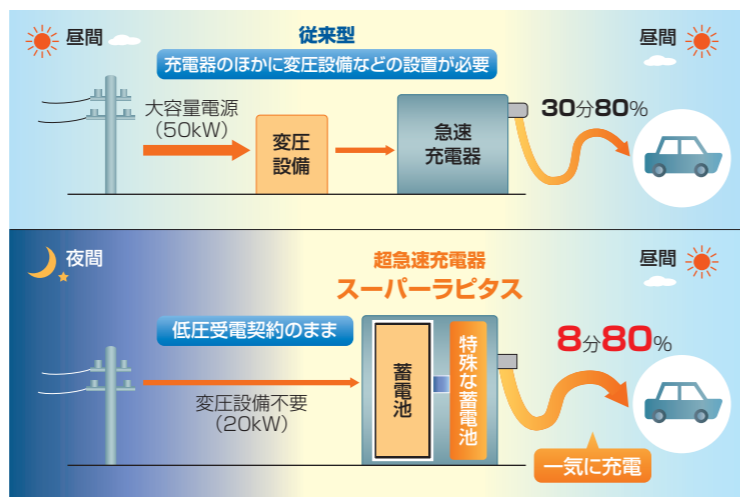 昼間
従来型
昼間
充電器のほかに変圧設備などの設置が必要
大容量電源
(50kW)
変圧
設備
急速
充電器
30分80%
夜間
超急速充電器
スーパーラピタス
昼間
低圧受電契約のまま
変圧設備不要
(20kW)
蓄電池
特殊な蓄電池
8分80%
一気に充電